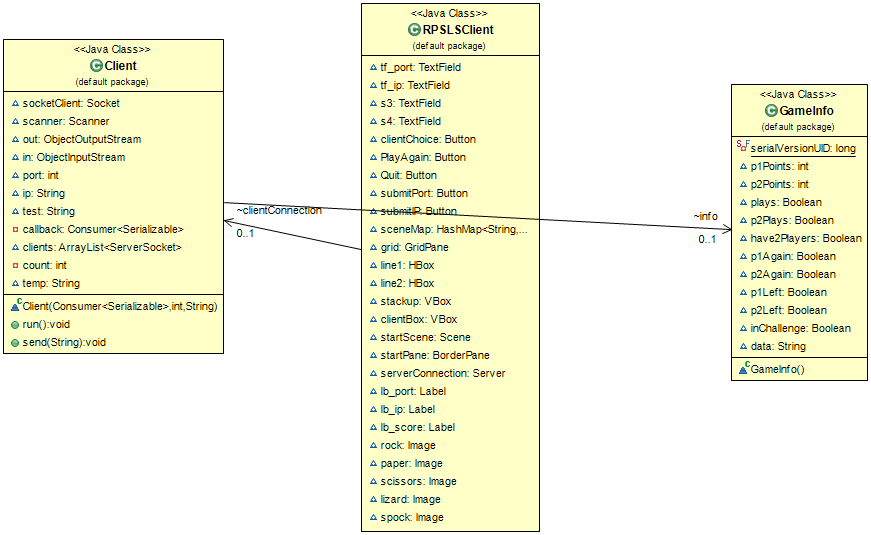 <<Java Class>>
Client
(default package)
socketClient: Socket
scanner: Scanner
out: ObjectOutputStream
in: ObjectInputStream
port: int
ip: String
test: String
callback: Consumer<Serializable>
clients: ArrayList<ServerSocket>
count: int
temp: String
Client(Consumer<Serializable>,int,String)
run():void
send(String):void
~clientConnection
0..1
<<Java Class>>
RPSLSClient
(default package)
tf_port: TextField
tf_ip: TextField
s3: TextField
s4: TextField
clientChoice: Button
PlayAgain: Button
Quit: Button
submitPort: Button
submitIP: Button
sceneMap: HashMap<String,...
grid: GridPane
line1: HBox
line2: HBox
stackup: VBox
clientBox: VBox
startScene: Scene
startPane: BorderPane
serverConnection: Server
lb_port: Label
lb_ip: Label
lb_score: Label
rock: Image
paper: Image
scissors: Image
lizard: Image
spock: Image
~info
0..1
<<Java Class>>
GameInfo
(default package)
serialVersionUID: long
p1Points: int
p2Points: int
plays: Boolean
p2Plays: Boolean
have2Players: Boolean
p1Again: Boolean
p2Again: Boolean
p1Left: Boolean
p2Left: Boolean
inChallenge: Boolean
data: String
GameInfo()